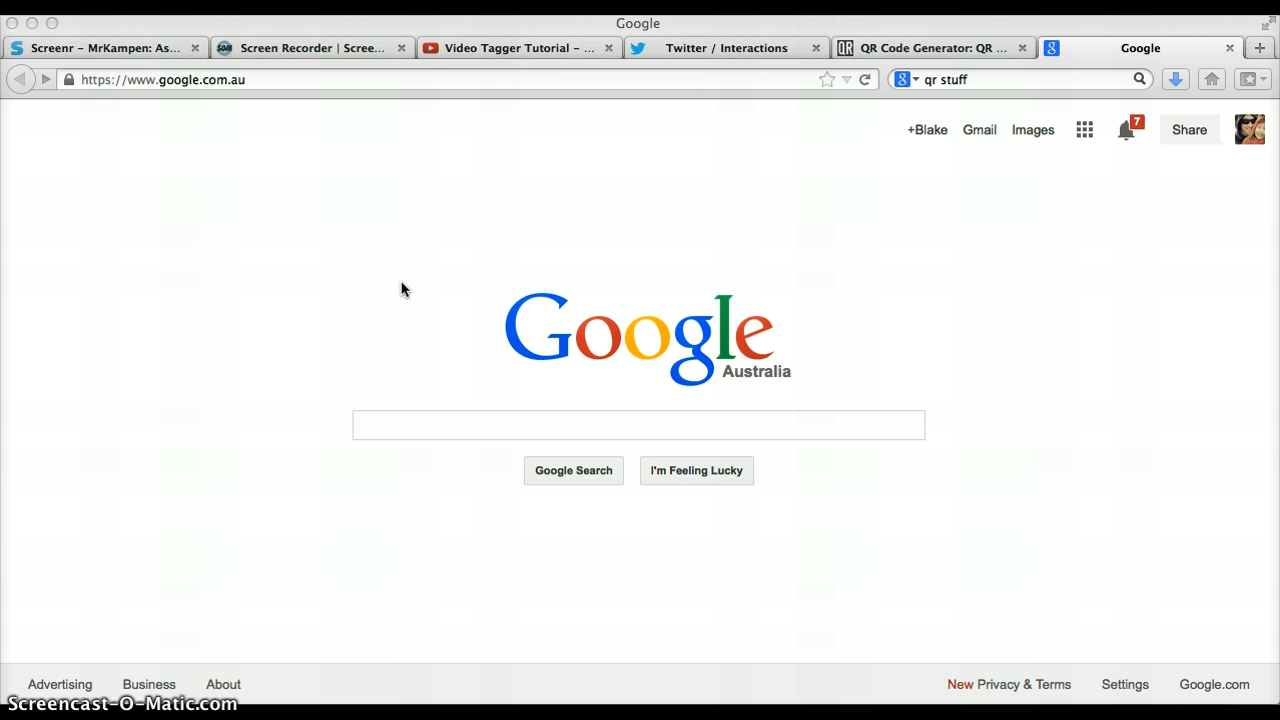 Google
Screenr - MrKampen: As...
Screen Recorder | Scree...
Video Tagger Tutorial - ...
Twitter / Interactions
QR QR Code Generator: QR ...
Google
https://www.google.com.au
qr stuff
+Blake Gmail Images 7 Share
Google
Australia
Google Search I'm Feeling Lucky
Advertising Business About New Privacy & Terms Settings Google.com
Screencast-O-Matic.com